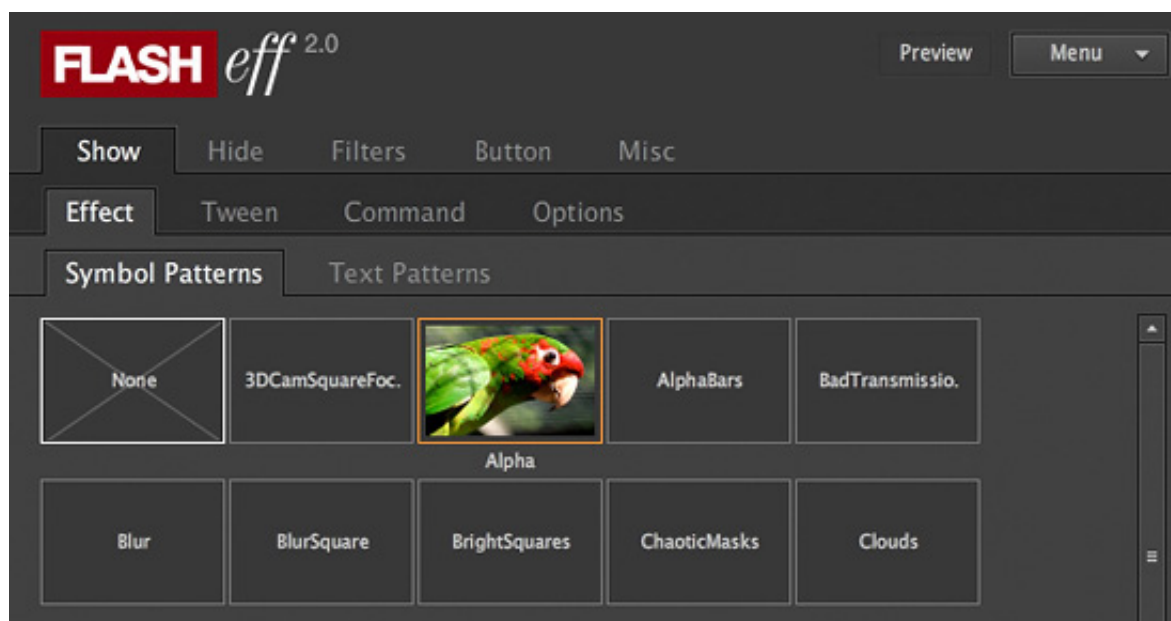 FLASH eff 2.0
Preview Menu
Show Hide Filters Button Misc
Effect Tween Command Options
Symbol Patterns Text Patterns
None 3DCamSquareFoc. AlphaBars BadTransmissio.
Alpha
Blur BlurSquare BrightSquares ChaoticMasks Clouds